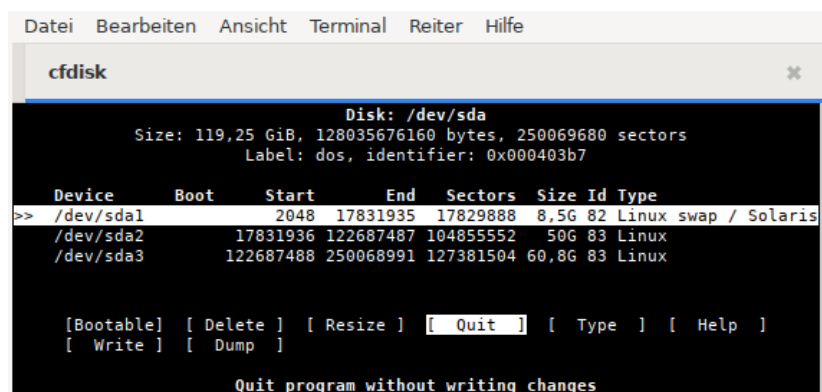 Datei Bearbeiten Ansicht Terminal Reiter Hilfe
cfdisk
Disk: /dev/sda
Size: 119,25 GiB, 128035676160 bytes, 250069680 sectors
Label: dos, identifier: 0x000403b7
Device Boot Start End Sectors Size Id Type
>> /dev/sda1 2048 17831935 17829888 8,5G 82 Linux swap / Solaris
/dev/sda2 17831936 122687487 104855552 50G 83 Linux
/dev/sda3 122687488 250068991 127381504 60,8G 83 Linux
[Bootable] [ Delete ] [ Resize ] [ Quit ] [ Type ] [ Help ]
[ Write ] [ Dump ]
Quit program without writing changes